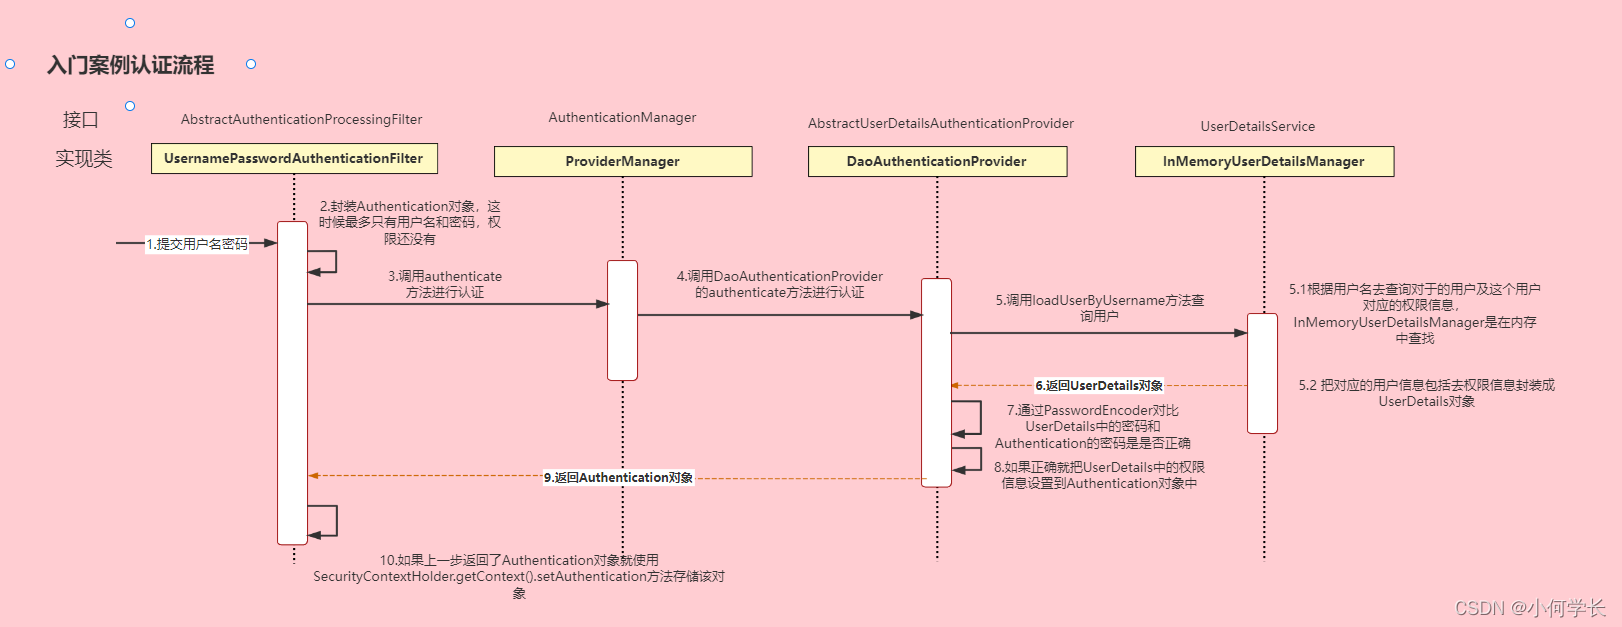 入门案例认证流程
接口
AbstractAuthenticationProcessingFilter
AuthenticationManager
AbstractUserDetailsAuthenticationProvider
UserDetailsService
实现类
UsernamePasswordAuthenticationFilter
ProviderManager
DaoAuthenticationProvider
InMemoryUserDetailsManager
1.提交用户名密码
2.封装Authentication对象，这
时候最多只有用户名和密码，权
限还没有
3.调用authenticate
方法进行认证
4.调用DaoAuthenticationProvider
的authenticate方法进行认证
5.调用loadUserByUsername方法查
询用户
5.1根据用户名去查询对于的用户及这个用户
对应的权限信息，
InMemoryUserDetailsManager是在内存
中查找
5.2 把对应的用户信息包括去权限信息封装成
UserDetails对象
6.返回UserDetails对象
7.通过PasswordEncoder对比
UserDetails中的密码和
Authentication的密码是是否正确
8.如果正确就把UserDetails中的权限
信息设置到Authentication对象中
9.返回Authentication对象
10.如果上一步返回了Authentication对象就使用
SecurityContextHolder.getContext().setAuthentication方法存储该对
象
CSDN @小何学长